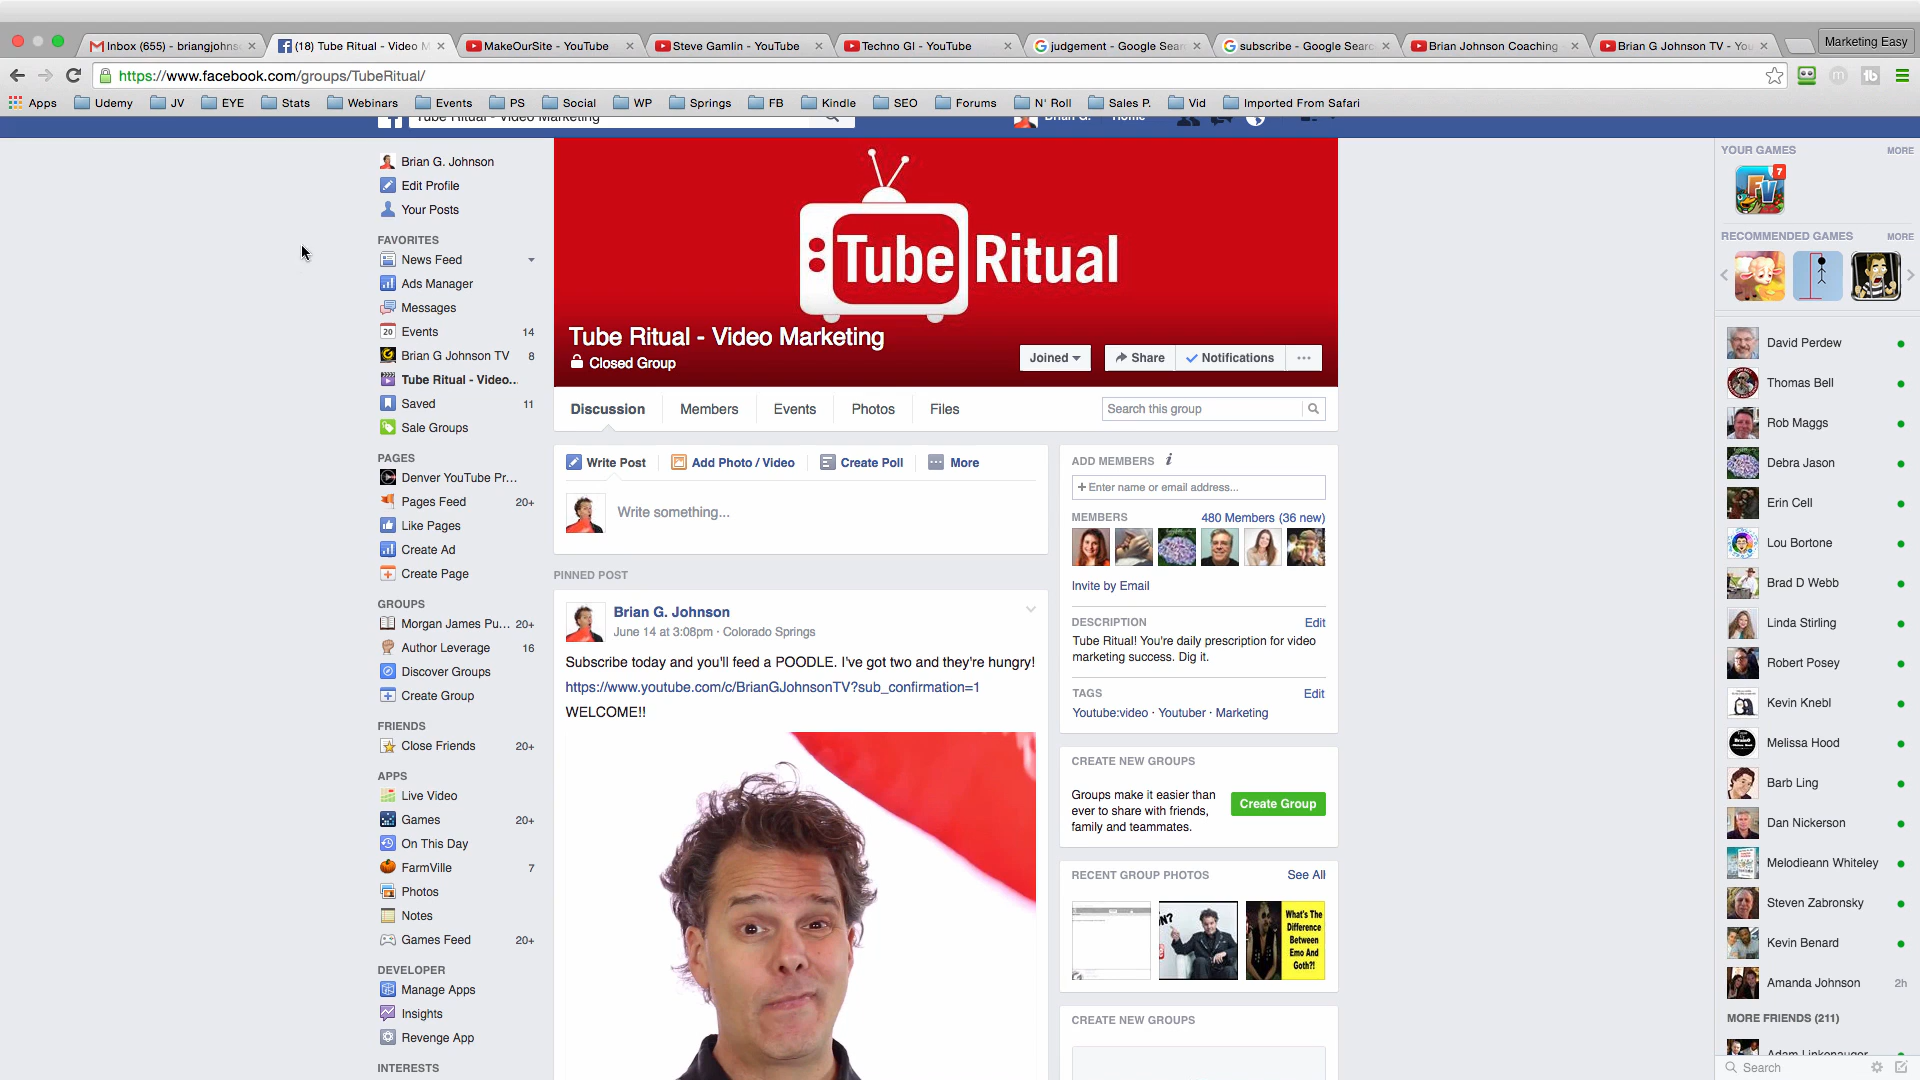 Inbox (655) - briangjohns
(18) Tube Ritual - Video M
MakeOurSite - YouTube
Steve Gamlin - YouTube
Techno GI - YouTube
judgement - Google Sear
subscribe - Google Searc
Brian Johnson Coaching
Brian G Johnson TV - You
Marketing Easy
https://www.facebook.com/groups/TubeRitual/
Apps
Udemy
JV
EYE
Stats
Webinars
Events
PS
Social
WP
Springs
FB
Kindle
SEO
Forums
N' Roll
Sales P.
Vid
Imported From Safari
Tube Ritual - Video Marketing
Brian G.
Home
Brian G. Johnson
Edit Profile
Your Posts
FAVORITES
News Feed
Ads Manager
Messages
Events 14
Brian G Johnson TV 8
Tube Ritual - Video...
Saved 11
Sale Groups
PAGES
Denver YouTube Pr...
Pages Feed 20+
Like Pages
Create Ad
Create Page
GROUPS
Morgan James Pu... 20+
Author Leverage 16
Discover Groups
Create Group
FRIENDS
Close Friends 20+
APPS
Live Video
Games 20+
On This Day
FarmVille 7
Photos
Notes
Games Feed 20+
DEVELOPER
Manage Apps
Insights
Revenge App
INTERESTS
Tube Ritual
Tube Ritual - Video Marketing
Closed Group
Joined
Share
Notifications
Discussion
Members
Events
Photos
Files
Search this group
Write Post
Add Photo / Video
Create Poll
More
Write something...
PINNED POST
Brian G. Johnson
June 14 at 3:08pm · Colorado Springs
Subscribe today and you'll feed a POODLE. I've got two and they're hungry!
https://www.youtube.com/c/BrianGJohnsonTV?sub_confirmation=1
WELCOME!!
ADD MEMBERS
+ Enter name or email address...
MEMBERS
480 Members (36 new)
Invite by Email
DESCRIPTION
Edit
Tube Ritual! You're daily prescription for video
marketing success. Dig it.
TAGS
Edit
Youtube:video · Youtuber · Marketing
CREATE NEW GROUPS
Groups make it easier than
ever to share with friends,
family and teammates.
Create Group
RECENT GROUP PHOTOS
See All
What's The
Difference
Between
Emo And
Goth?!
CREATE NEW GROUPS
YOUR GAMES
MORE
FV
7
RECOMMENDED GAMES
MORE
David Perdew
Thomas Bell
Rob Maggs
Debra Jason
Erin Cell
Lou Bortone
Brad D Webb
Linda Stirling
Robert Posey
Kevin Knebl
Melissa Hood
Barb Ling
Dan Nickerson
Melodieann Whiteley
Steven Zabronsky
Kevin Benard
Amanda Johnson 2h
MORE FRIENDS (211)
Adam Linkenauger
Search